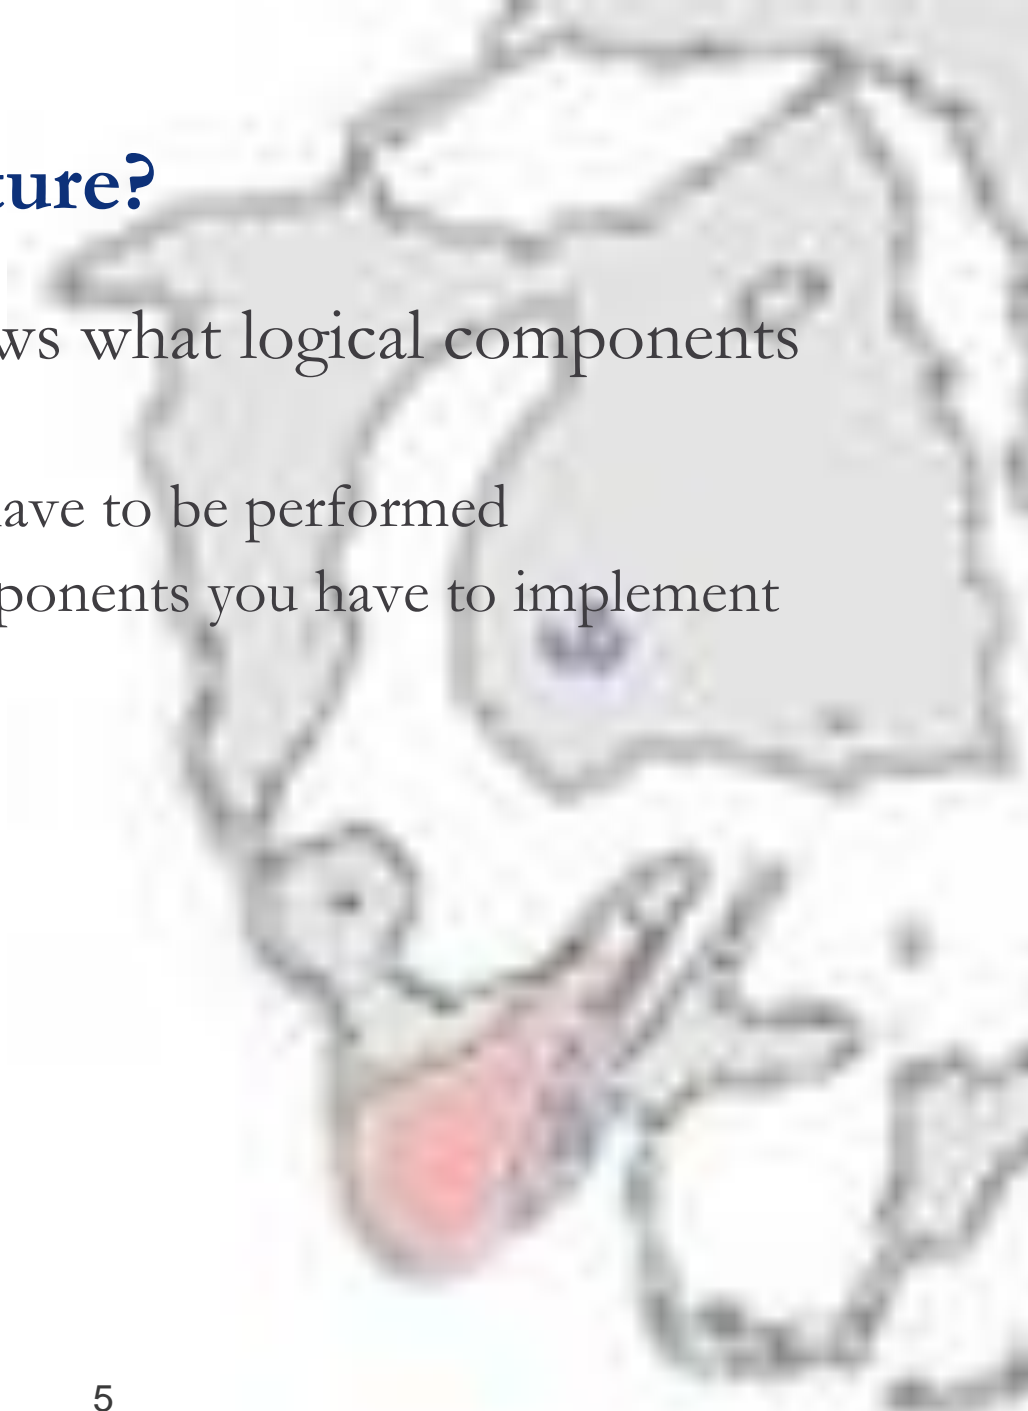 ture?
ws what logical components
ave to be performed
ponents you have to implement
5